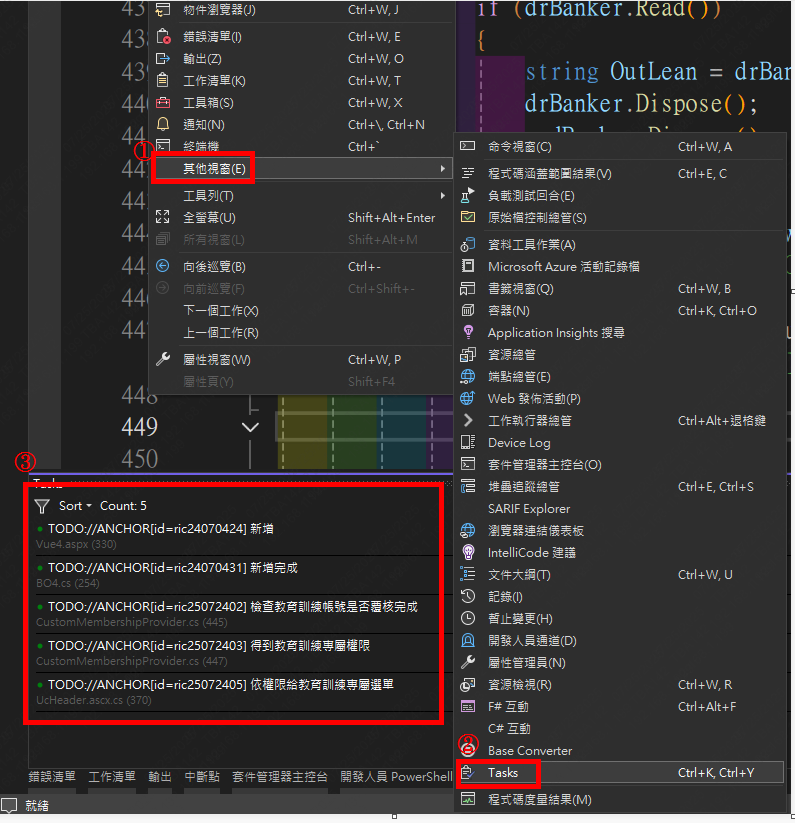 物件瀏覽器(J) Ctrl+W, J
錯誤清單(I) Ctrl+W, E
輸出(Z) Ctrl+W, O
工作清單(K) Ctrl+W, T
工具箱(S) Ctrl+W, X
通知(N) Ctrl+\, Ctrl+N
終端機 Ctrl+`
①
其他視窗(E)
工具列(T)
全螢幕(U) Shift+Alt+Enter
所有視窗(L) Shift+Alt+M
向後巡覽(B) Ctrl+-
向前巡覽(F) Ctrl+Shift+-
下一個工作(X)
上一個工作(R)
屬性視窗(W) Ctrl+W, P
屬性頁(Y) Shift+F4
438
439
448
449
450
if (drBanker.Read())
{
string OutLean = drBan
drBanker.Dispose();
命令視窗(C) Ctrl+W, A
程式碼涵蓋範圍結果(V) Ctrl+E, C
負載測試回合(E)
原始檔控制總管(S)
資料工具作業(A)
Microsoft Azure 活動記錄檔
書籤視窗(Q) Ctrl+W, B
容器(N) Ctrl+K, Ctrl+O
Application Insights 搜尋
資源總管
端點總管(E)
Web 發佈活動(P)
工作執行器總管 Ctrl+Alt+退格鍵
Device Log
套件管理器主控台(O)
堆疊追蹤總管 Ctrl+E, Ctrl+S
SARIF Explorer
瀏覽器連結儀表板
IntelliCode 建議
文件大綱(T) Ctrl+W, U
記錄(I)
暫止變更(H)
開發人員通道(D)
屬性管理員(N)
資源檢視(R) Ctrl+W, R
F# 互動 Ctrl+Alt+F
C# 互動
②
Base Converter
Tasks Ctrl+K, Ctrl+Y
程式碼度量結果(M)
③
Tasks
Sort Count: 5
TODO://ANCHOR[id=ric24070424] 新增
Vue4.aspx (330)
TODO://ANCHOR[id=ric24070431] 新增完成
BO4.cs (254)
TODO://ANCHOR[id=ric25072402] 檢查教育訓練帳號是否覆核完成
CustomMembershipProvider.cs (445)
TODO://ANCHOR[id=ric25072403] 得到教育訓練專屬權限
CustomMembershipProvider.cs (447)
TODO://ANCHOR[id=ric25072405] 依權限給教育訓練專屬選單
UcHeader.ascx.cs (370)
錯誤清單 工作清單 輸出 中斷點 套件管理器主控台 開發人員 PowerShell
就緒